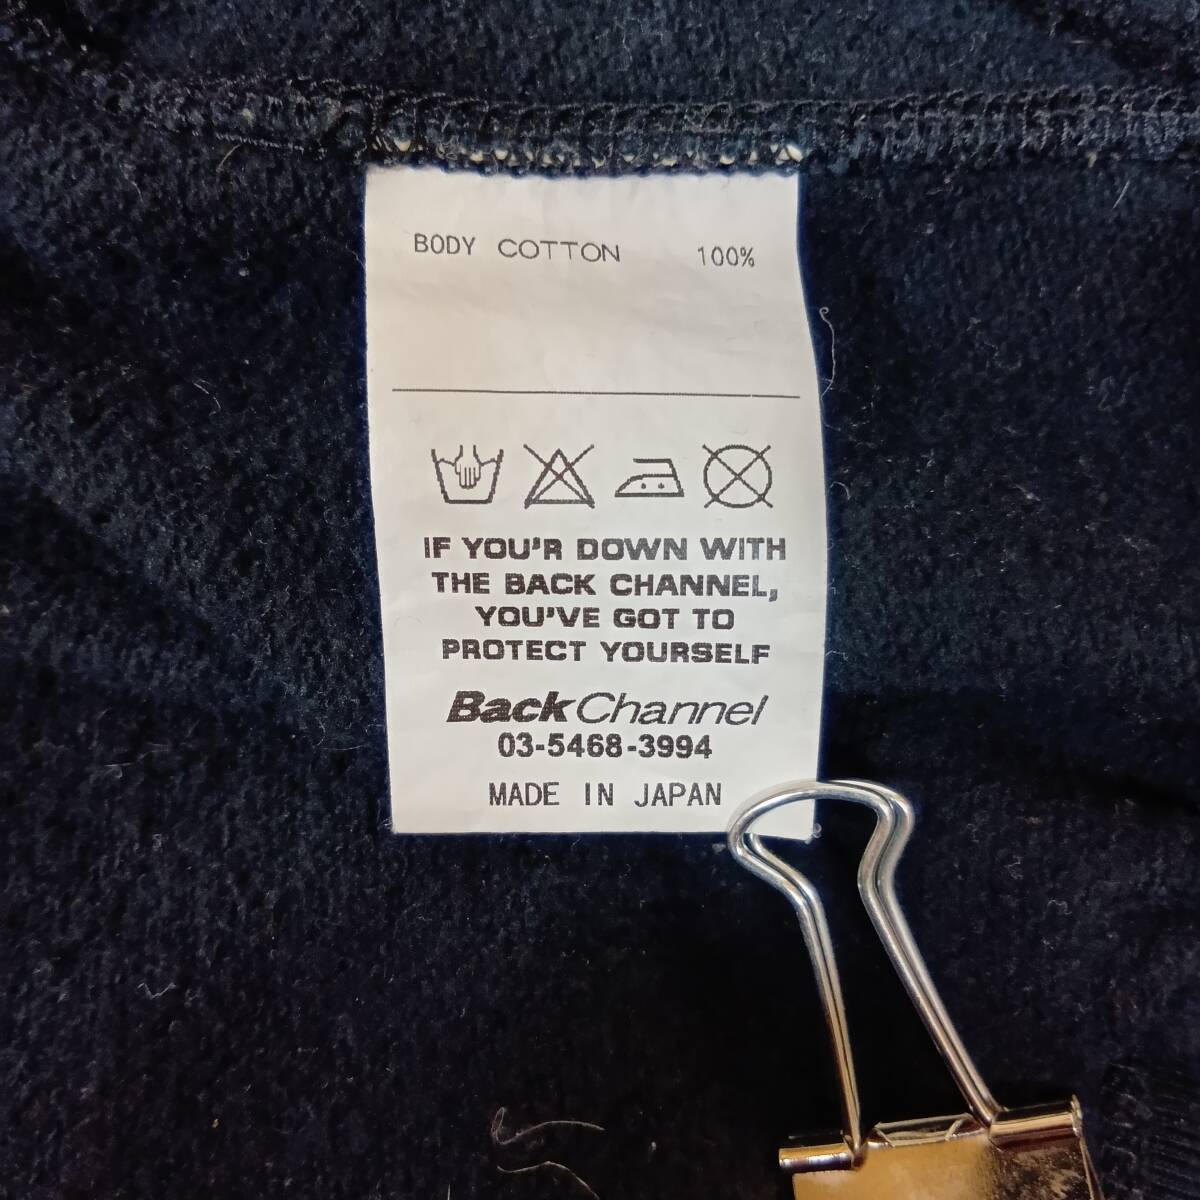 BODY COTTON 100%
IF YOU'R DOWN WITH
THE BACK CHANNEL,
YOU'VE GOT TO
PROTECT YOURSELF
BackChannel
03-5468-3994
MADE IN JAPAN